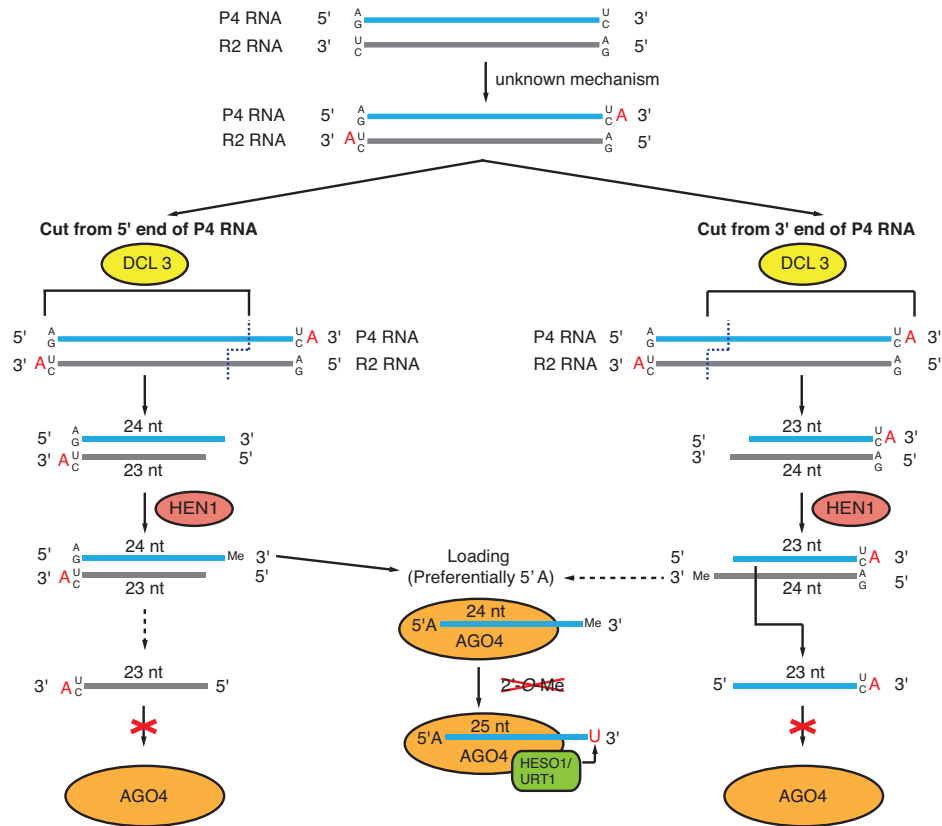 P4 RNA 5' A G U C 3'
R2 RNA 3' U C A G 5'
unknown mechanism
P4 RNA 5' A G U C A 3'
R2 RNA 3' A U C A G 5'
Cut from 5' end of P4 RNA
Cut from 3' end of P4 RNA
DCL 3
DCL 3
5' A G U C A 3' P4 RNA
3' A U C A G 5' R2 RNA
P4 RNA 5' A G U C A 3'
R2 RNA 3' A U C A G 5'
24 nt
5' A G 3'
3' A U C 5'
23 nt
23 nt
5' U C A 3'
3' A G 5'
24 nt
HEN1
HEN1
24 nt
5' A G Me 3'
3' A U C 5'
23 nt
Loading
(Preferentially 5' A)
23 nt
5' U C A 3'
3' Me A G 5'
24 nt
24 nt
5'A Me 3'
AGO4
2'-O-Me
25 nt
5'A U 3'
AGO4
HESO1/
URT1
23 nt
3' A U C 5'
AGO4
23 nt
5' U C A 3'
AGO4